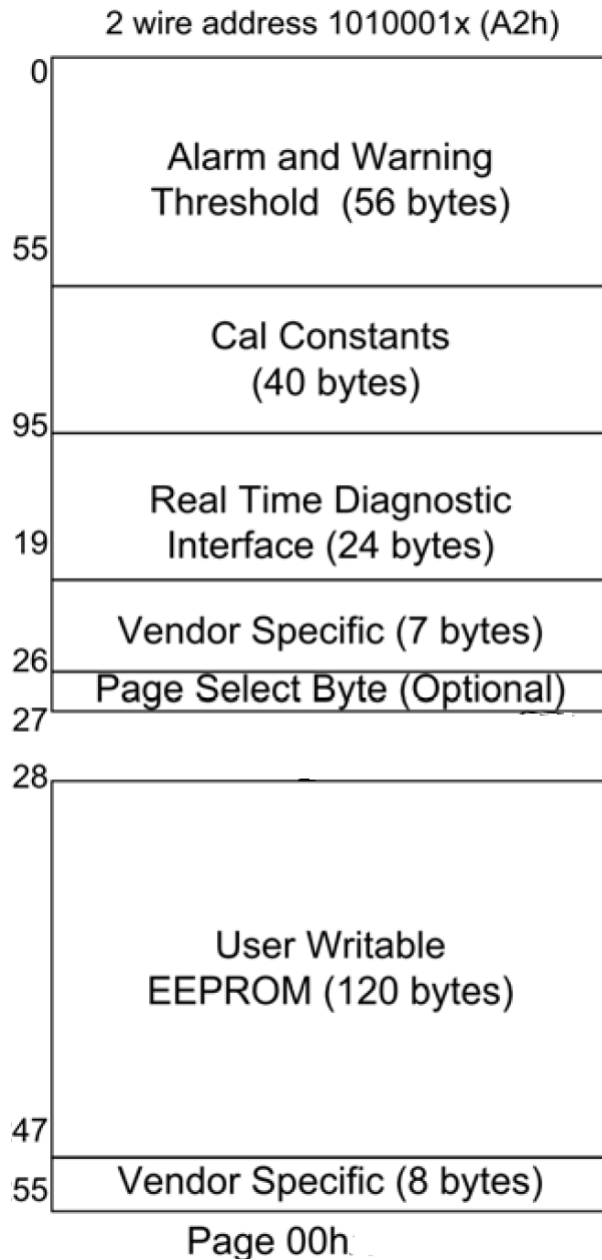 2 wire address 1010001x (A2h)
0
Alarm and Warning
Threshold (56 bytes)
55
Cal Constants
(40 bytes)
95
Real Time Diagnostic
Interface (24 bytes)
19
Vendor Specific (7 bytes)
26
Page Select Byte (Optional)
27
28
User Writable
EEPROM (120 bytes)
47
Vendor Specific (8 bytes)
55
Page 00h